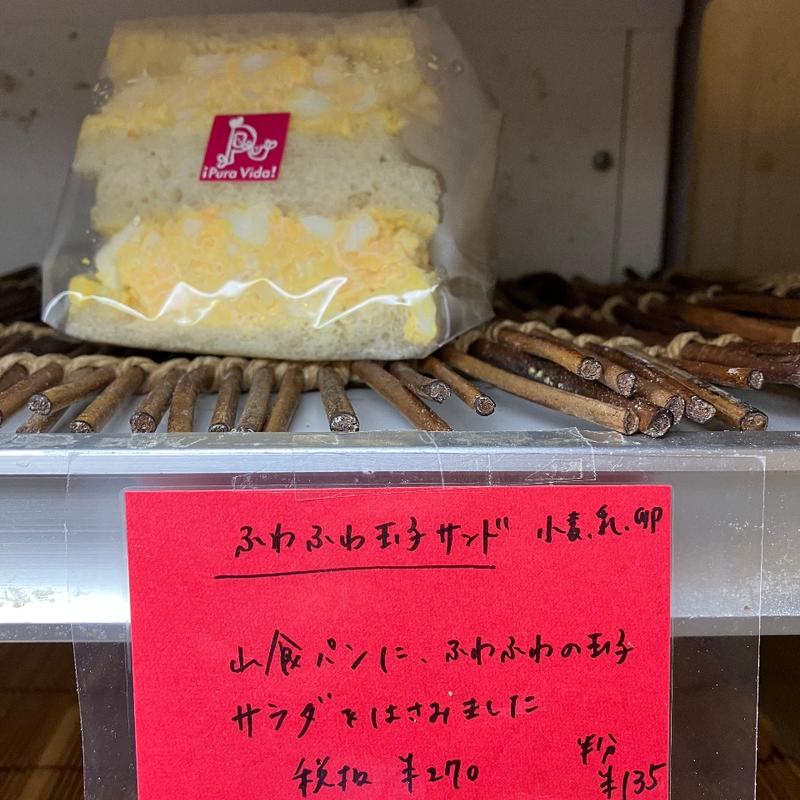 ¡Pura Vida!
ふわふわ玉子サンド 小麦、乳、卵
山食パンに、ふわふわの玉子
サラダをはさみました
税抜 ¥270
半分
¥135